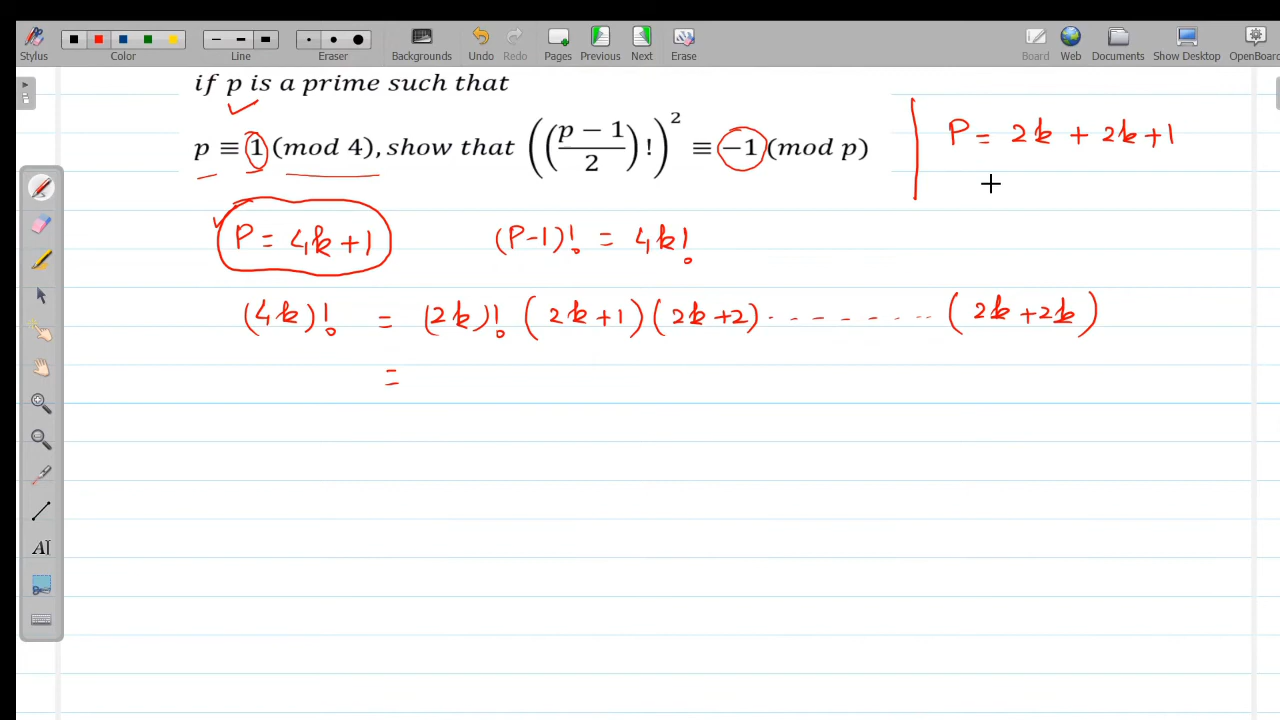 Stylus Color Line Eraser Backgrounds Undo Redo Pages Previous Next Erase Board Web Documents Show Desktop OpenBoar
if p is a prime such that
p ≡ 1 (mod 4), show that ((p − 1 / 2)!)² ≡ −1 (mod p)
P = 2k + 2k + 1
P = 4k + 1 (P-1)! = 4k!
(4k)! = (2k)! (2k+1)(2k+2) - - - - - - - (2k+2k)
=
AI